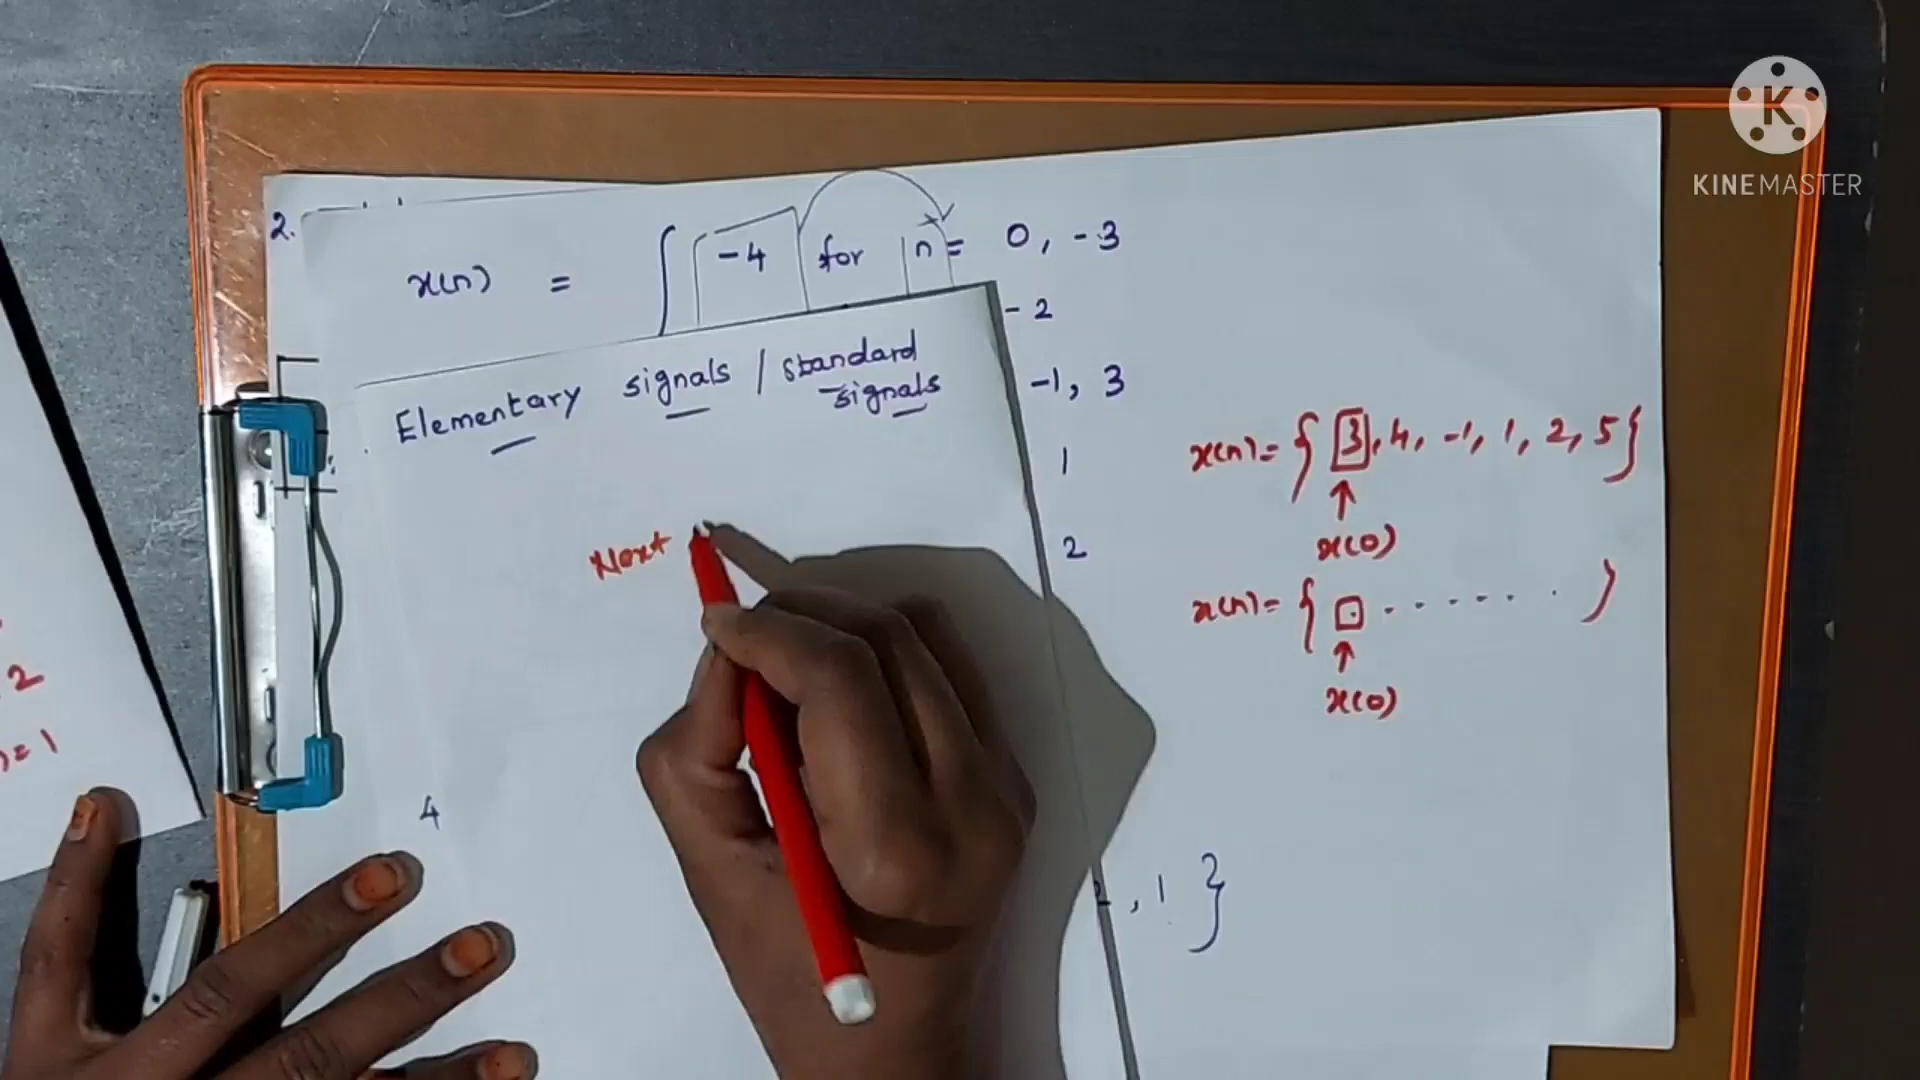 2.
x(n) = { -4 for n = 0, -3
-2
-1, 3
1
2
Elementary signals / standard
signals
Next
4
2, 1 }
x(n) = { 3, 4, -1, 1, 2, 5 }
↑
x(0)
x(n) = { . . . . . . . }
↑
x(0)
2
n = 1
K
KINEMASTER